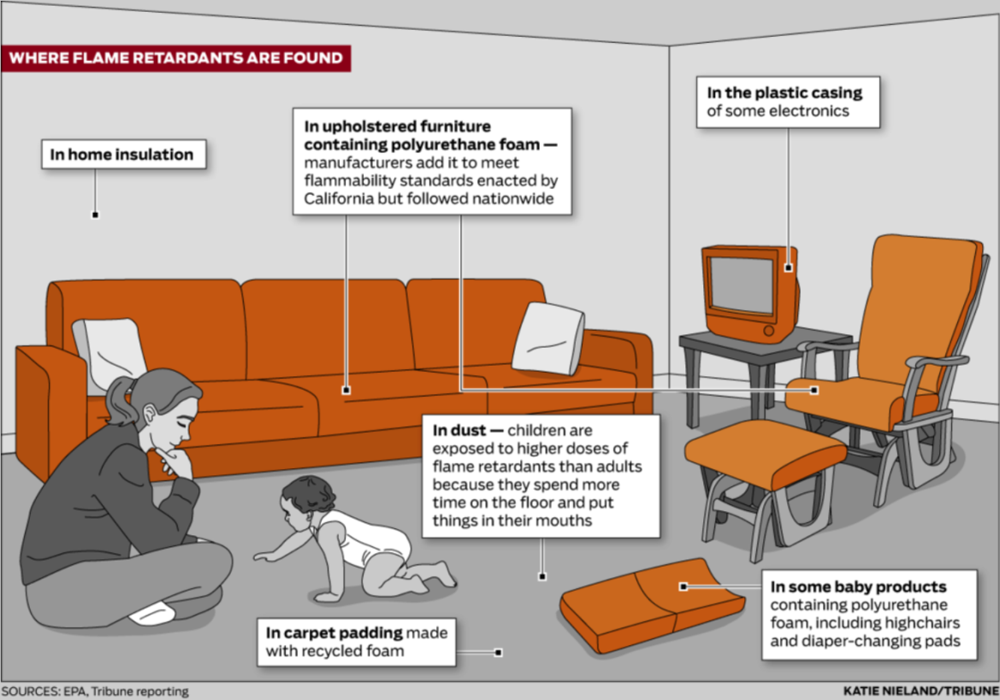 WHERE FLAME RETARDANTS ARE FOUND
In home insulation
In upholstered furniture
containing polyurethane foam —
manufacturers add it to meet
flammability standards enacted by
California but followed nationwide
In the plastic casing
of some electronics
In dust — children are
exposed to higher doses of
flame retardants than adults
because they spend more
time on the floor and put
things in their mouths
In some baby products
containing polyurethane
foam, including highchairs
and diaper-changing pads
In carpet padding made
with recycled foam
SOURCES: EPA, Tribune reporting
KATIE NIELAND/TRIBUNE